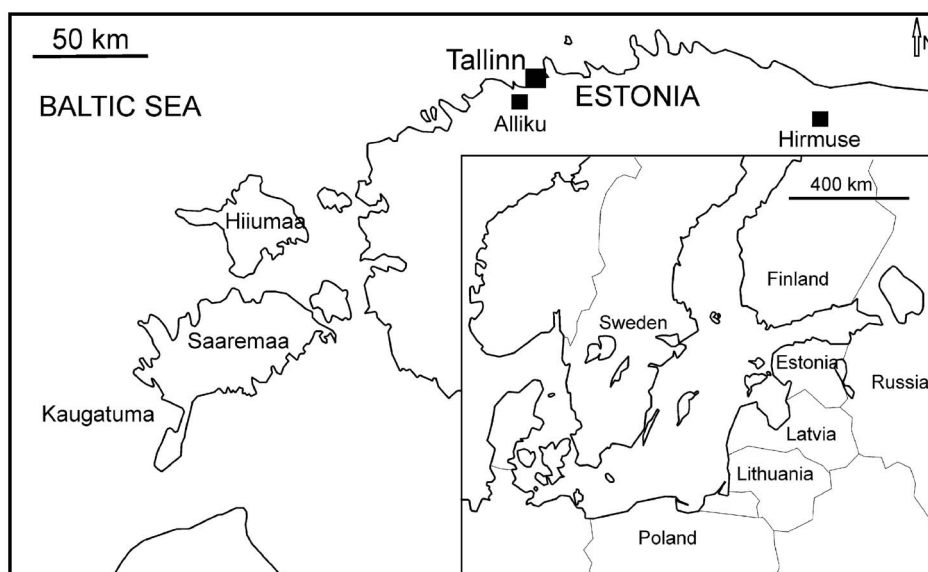 50 km
N
Tallinn
BALTIC SEA
ESTONIA
Alliku
Hirmuse
Hiiumaa
Saaremaa
Kaugatuma
400 km
Finland
Sweden
Estonia
Russia
Latvia
Lithuania
Poland